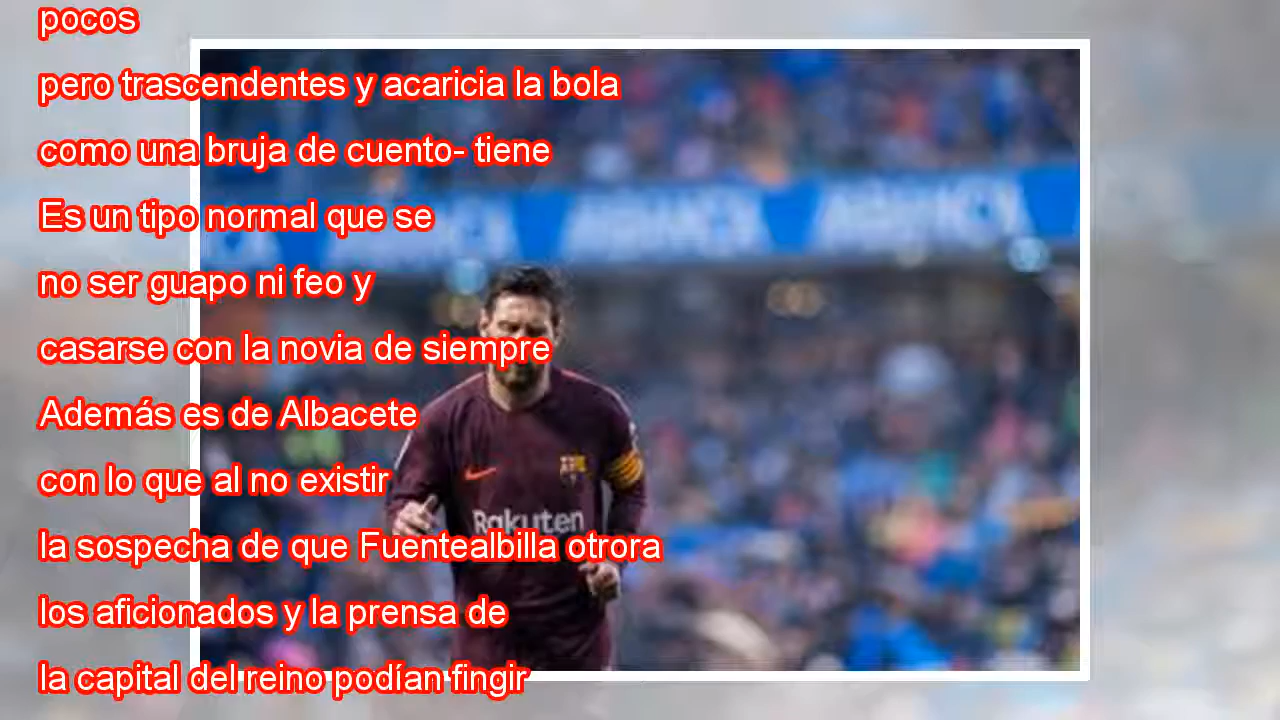 pocos
pero trascendentes y acaricia la bola
como una bruja de cuento- tiene
Es un tipo normal que se
no ser guapo ni feo y
casarse con la novia de siempre
Además es de Albacete
con lo que al no existir
la sospecha de que Fuentealbilla otrora
los aficionados y la prensa de
la capital del reino podían fingir
Rakuten